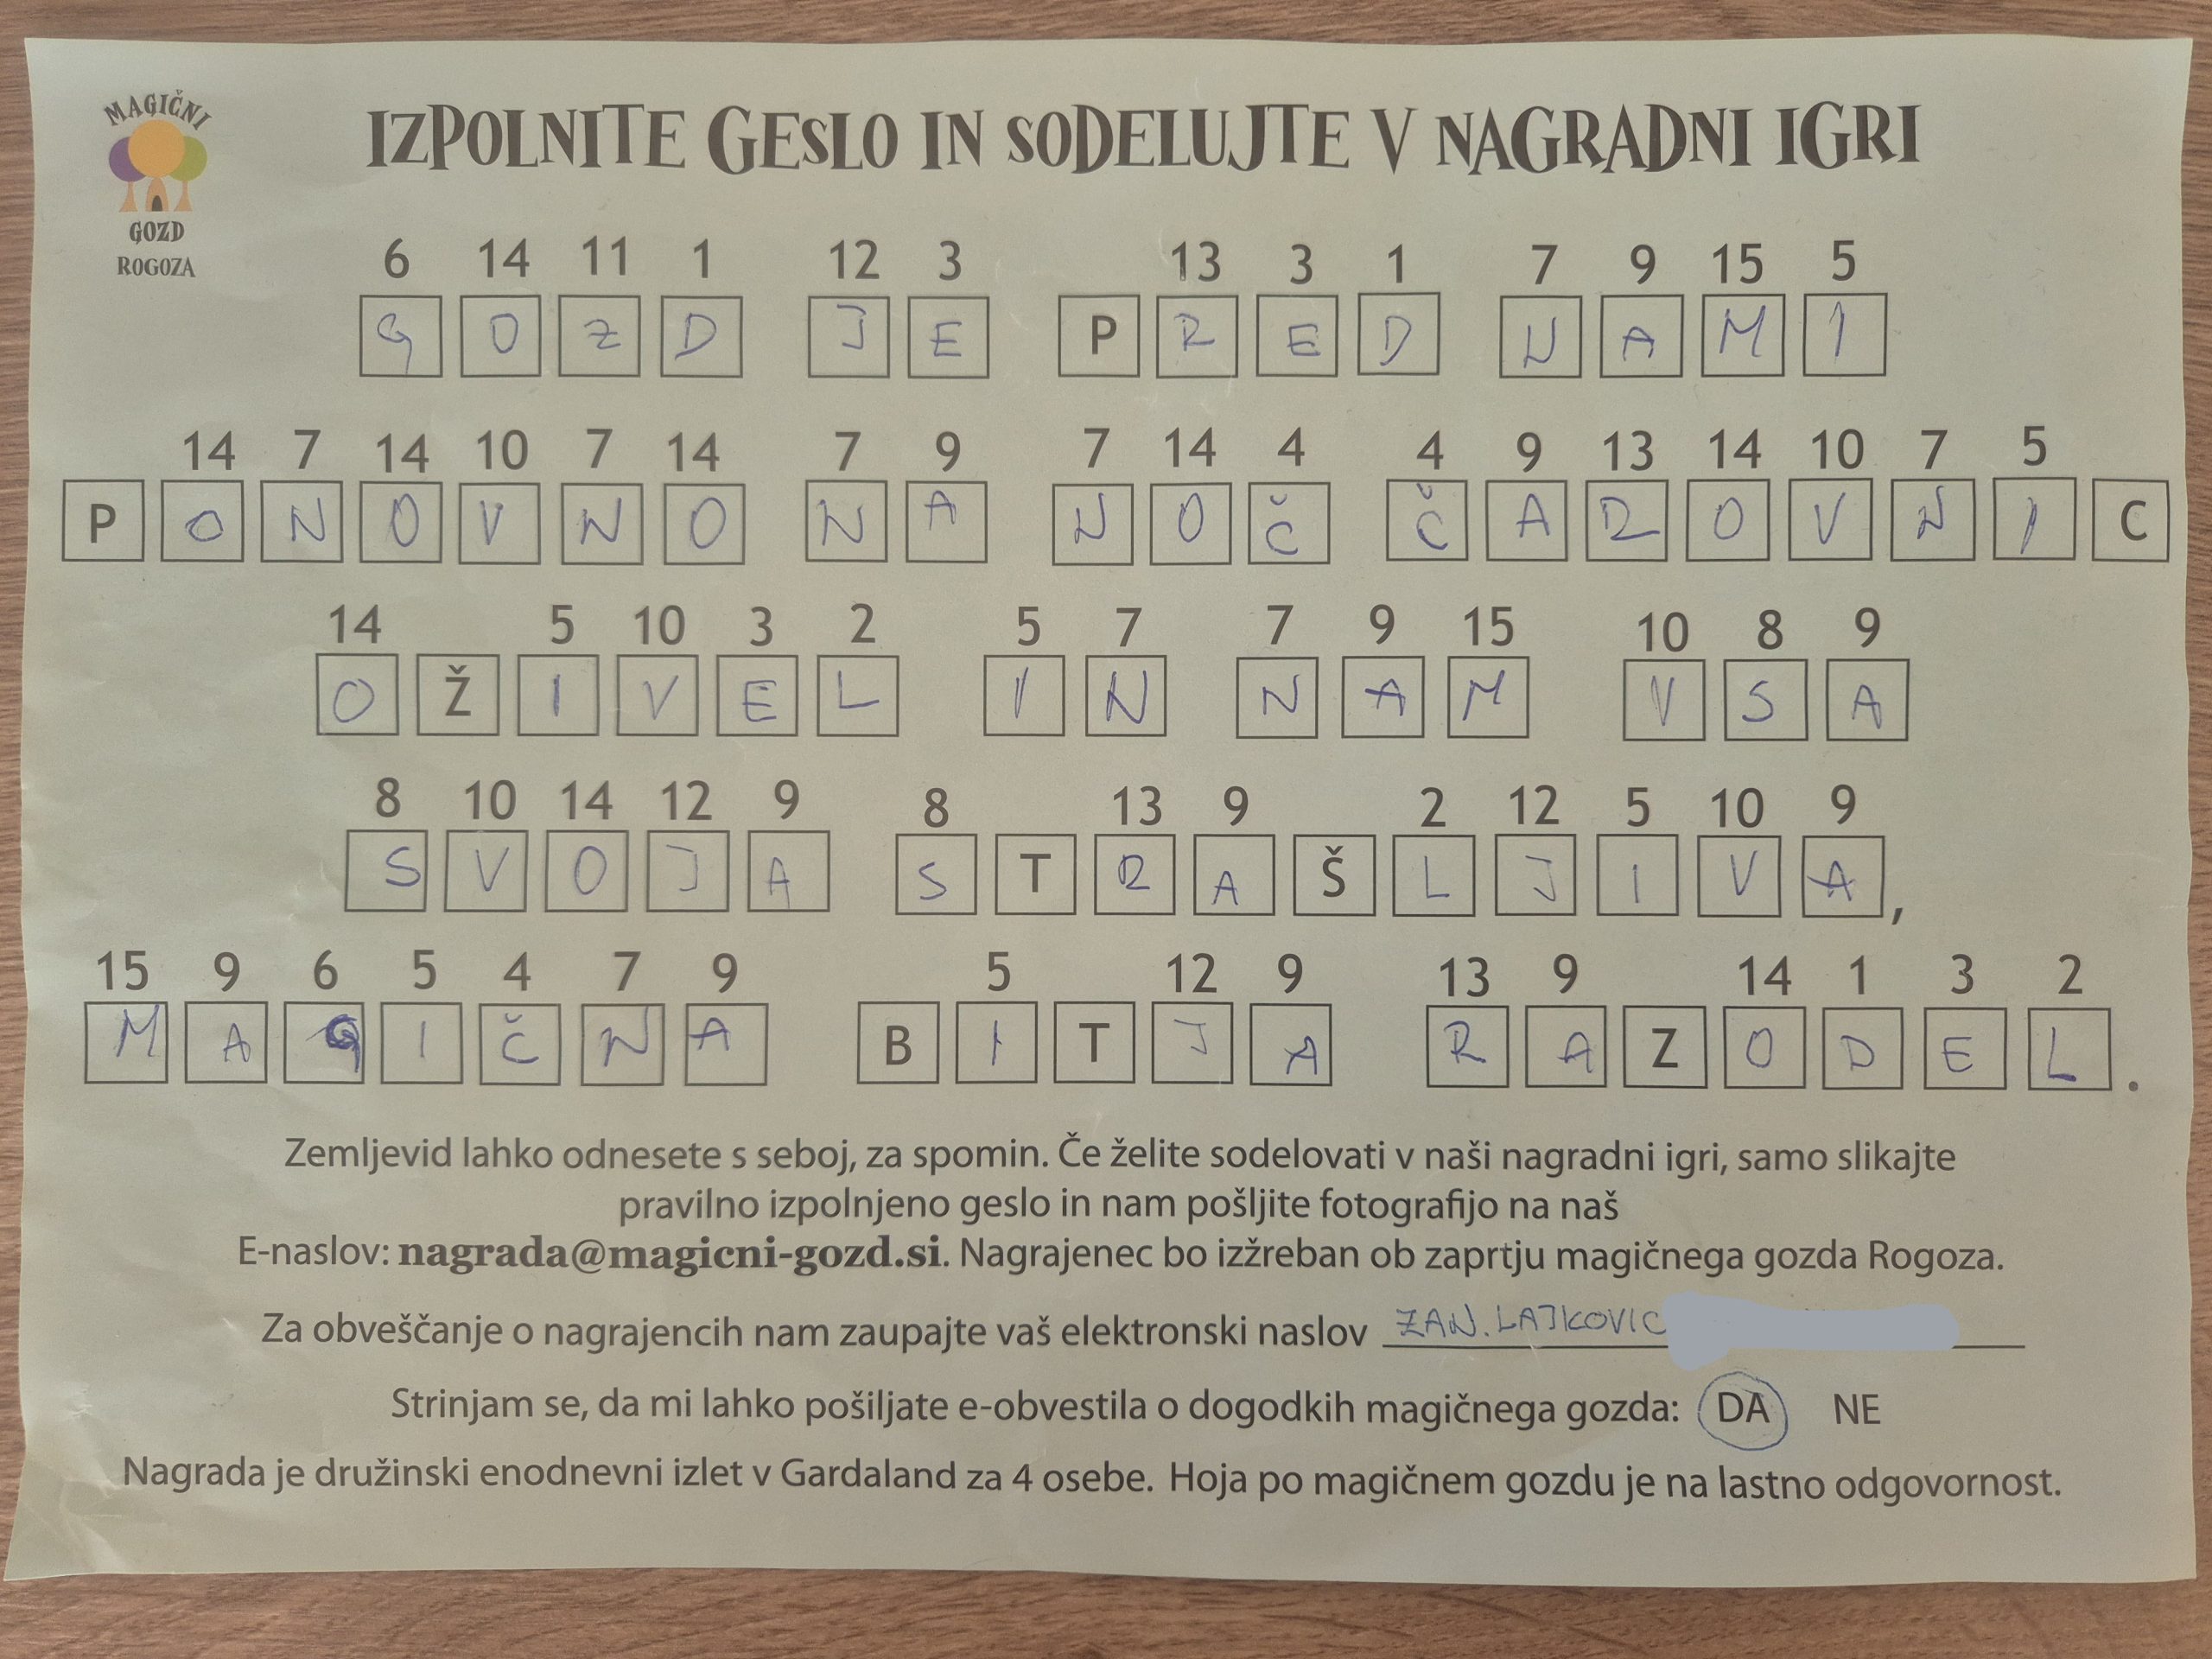 MAGIČNI
GOZD
ROGOZA
IZPOLNITE GESLO IN SODELUJTE V NAGRADNI IGRI
6 14 11 1 12 3 13 3 1 7 9 15 5
GOZD JE PRED NAMI
14 7 14 10 7 14 7 9 7 14 4 4 9 13 14 10 7 5
PONOVNO NA NOČ ČAROVNIC
14 5 10 3 2 5 7 7 9 15 10 8 9
OŽIVEL IN NAM VSA
8 10 14 12 9 8 13 9 2 12 5 10 9
SVOJA STRAŠLJIVA,
15 9 6 5 4 7 9 5 12 9 13 9 14 1 3 2
MAGIČNA BITJA RAZODEL.
Zemljevid lahko odnesete s seboj, za spomin. Če želite sodelovati v naši nagradni igri, samo slikajte
pravilno izpolnjeno geslo in nam pošljite fotografijo na naš
E-naslov: nagrada@magicni-gozd.si. Nagrajenec bo izžreban ob zaprtju magičnega gozda Rogoza.
Za obveščanje o nagrajencih nam zaupajte vaš elektronski naslov ZAN.LAJKOVIC
Strinjam se, da mi lahko pošiljate e-obvestila o dogodkih magičnega gozda: DA NE
Nagrada je družinski enodnevni izlet v Gardaland za 4 osebe. Hoja po magičnem gozdu je na lastno odgovornost.